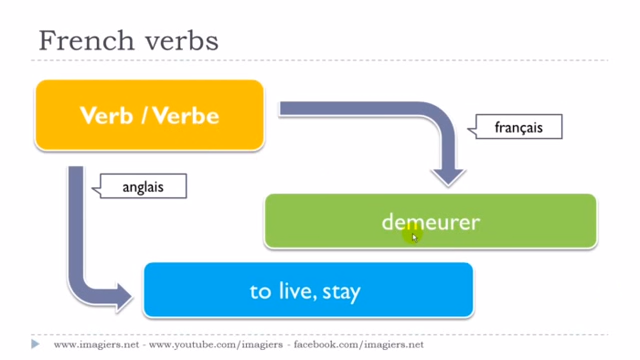 French verbs
Verb / Verbe
français
anglais
demeurer
to live, stay
www.imagiers.net - www.youtube.com/imagiers - facebook.com/imagiers.net